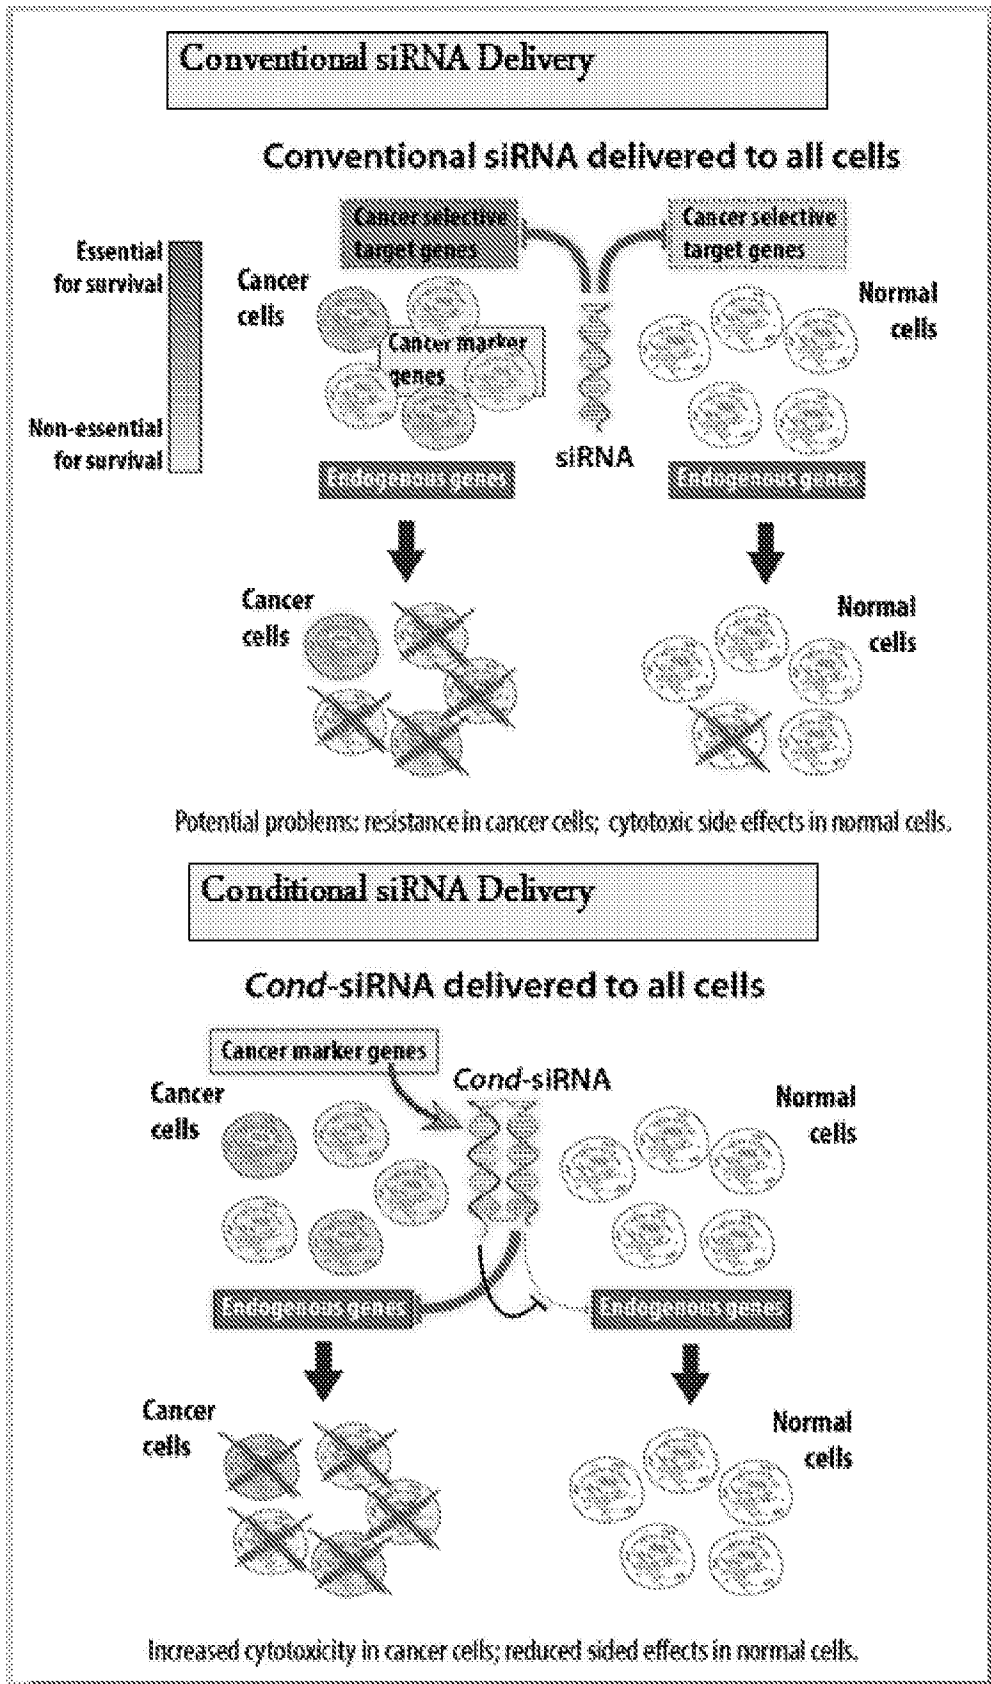 Conventional siRNA Delivery
Conventional siRNA delivered to all cells
Cancer selective
target genes
Cancer selective
target genes
Essential
for survival
Non-essential
for survival
Cancer
cells
Cancer marker
genes
siRNA
Normal
cells
Endogenous genes
Endogenous genes
Cancer
cells
Normal
cells
Potential problems: resistance in cancer cells; cytotoxic side effects in normal cells.
Conditional siRNA Delivery
Cond-siRNA delivered to all cells
Cancer marker genes
Cond-siRNA
Cancer
cells
Normal
cells
Endogenous genes
Endogenous genes
Cancer
cells
Normal
cells
Increased cytotoxicity in cancer cells; reduced sided effects in normal cells.